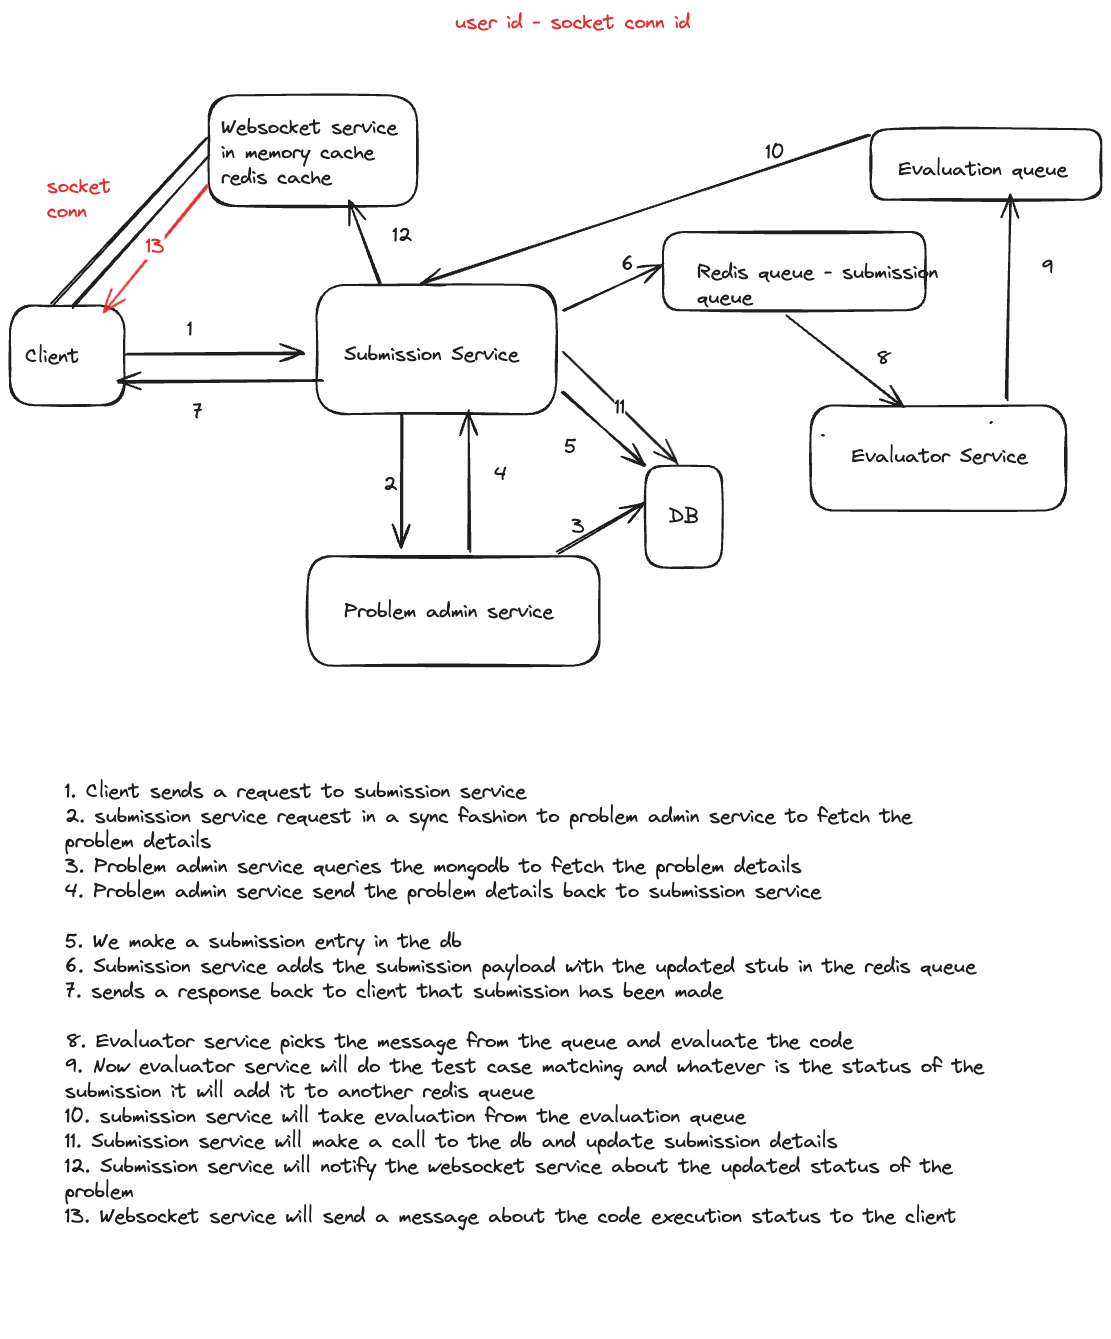 user id - socket conn id
Websocket service
in memory cache
redis cache
10
Evaluation queue
socket
conn
13
12
6
Redis queue - submission
queue
9
1
Client
Submission Service
8
7
11
5
Evaluator Service
2
4
3
DB
Problem admin service
1. Client sends a request to submission service
2. submission service request in a sync fashion to problem admin service to fetch the
problem details
3. Problem admin service queries the mongodb to fetch the problem details
4. Problem admin service send the problem details back to submission service
5. We make a submission entry in the db
6. Submission service adds the submission payload with the updated stub in the redis queue
7. sends a response back to client that submission has been made
8. Evaluator service picks the message from the queue and evaluate the code
9. Now evaluator service will do the test case matching and whatever is the status of the
submission it will add it to another redis queue
10. submission service will take evaluation from the evaluation queue
11. Submission service will make a call to the db and update submission details
12. Submission service will notify the websocket service about the updated status of the
problem
13. Websocket service will send a message about the code execution status to the client